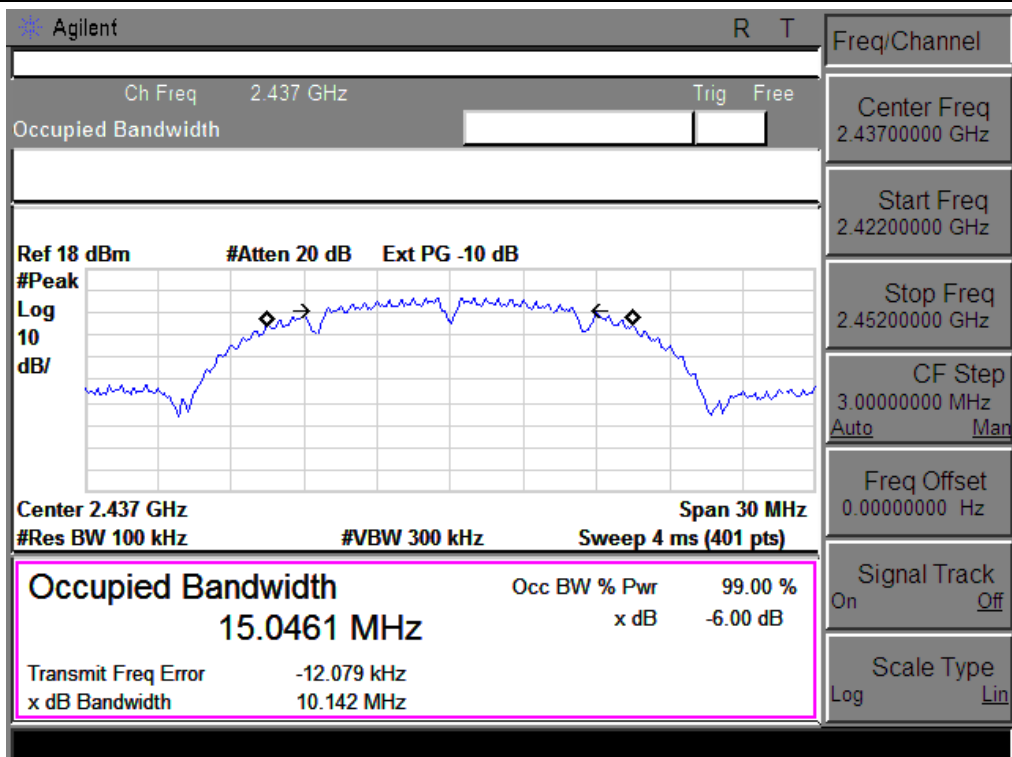 Agilent R T
Ch Freq 2.437 GHz Trig Free
Occupied Bandwidth
Ref 18 dBm #Atten 20 dB Ext PG -10 dB
#Peak
Log
10
dB/
Center 2.437 GHz Span 30 MHz
#Res BW 100 kHz #VBW 300 kHz Sweep 4 ms (401 pts)
Occupied Bandwidth Occ BW % Pwr 99.00 %
15.0461 MHz x dB -6.00 dB
Transmit Freq Error -12.079 kHz
x dB Bandwidth 10.142 MHz
Freq/Channel
Center Freq
2.43700000 GHz
Start Freq
2.42200000 GHz
Stop Freq
2.45200000 GHz
CF Step
3.00000000 MHz
Auto Man
Freq Offset
0.00000000 Hz
Signal Track
On Off
Scale Type
Log Lin